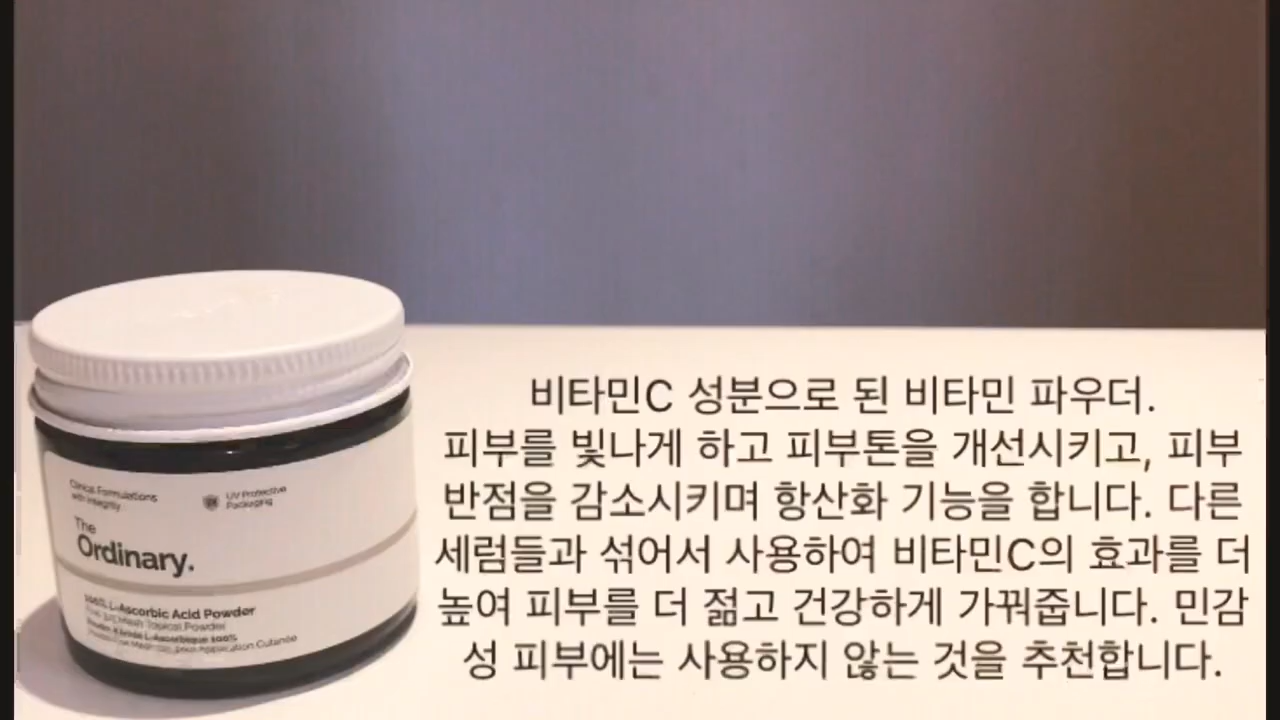 Clinical Formulations
with Integrity.
UV Protective
Packaging
The
Ordinary.
100% L-Ascorbic Acid Powder
비타민C 성분으로 된 비타민 파우더.
피부를 빛나게 하고 피부톤을 개선시키고, 피부
반점을 감소시키며 항산화 기능을 합니다. 다른
세럼들과 섞어서 사용하여 비타민C의 효과를 더
높여 피부를 더 젊고 건강하게 가꿔줍니다. 민감
성 피부에는 사용하지 않는 것을 추천합니다.